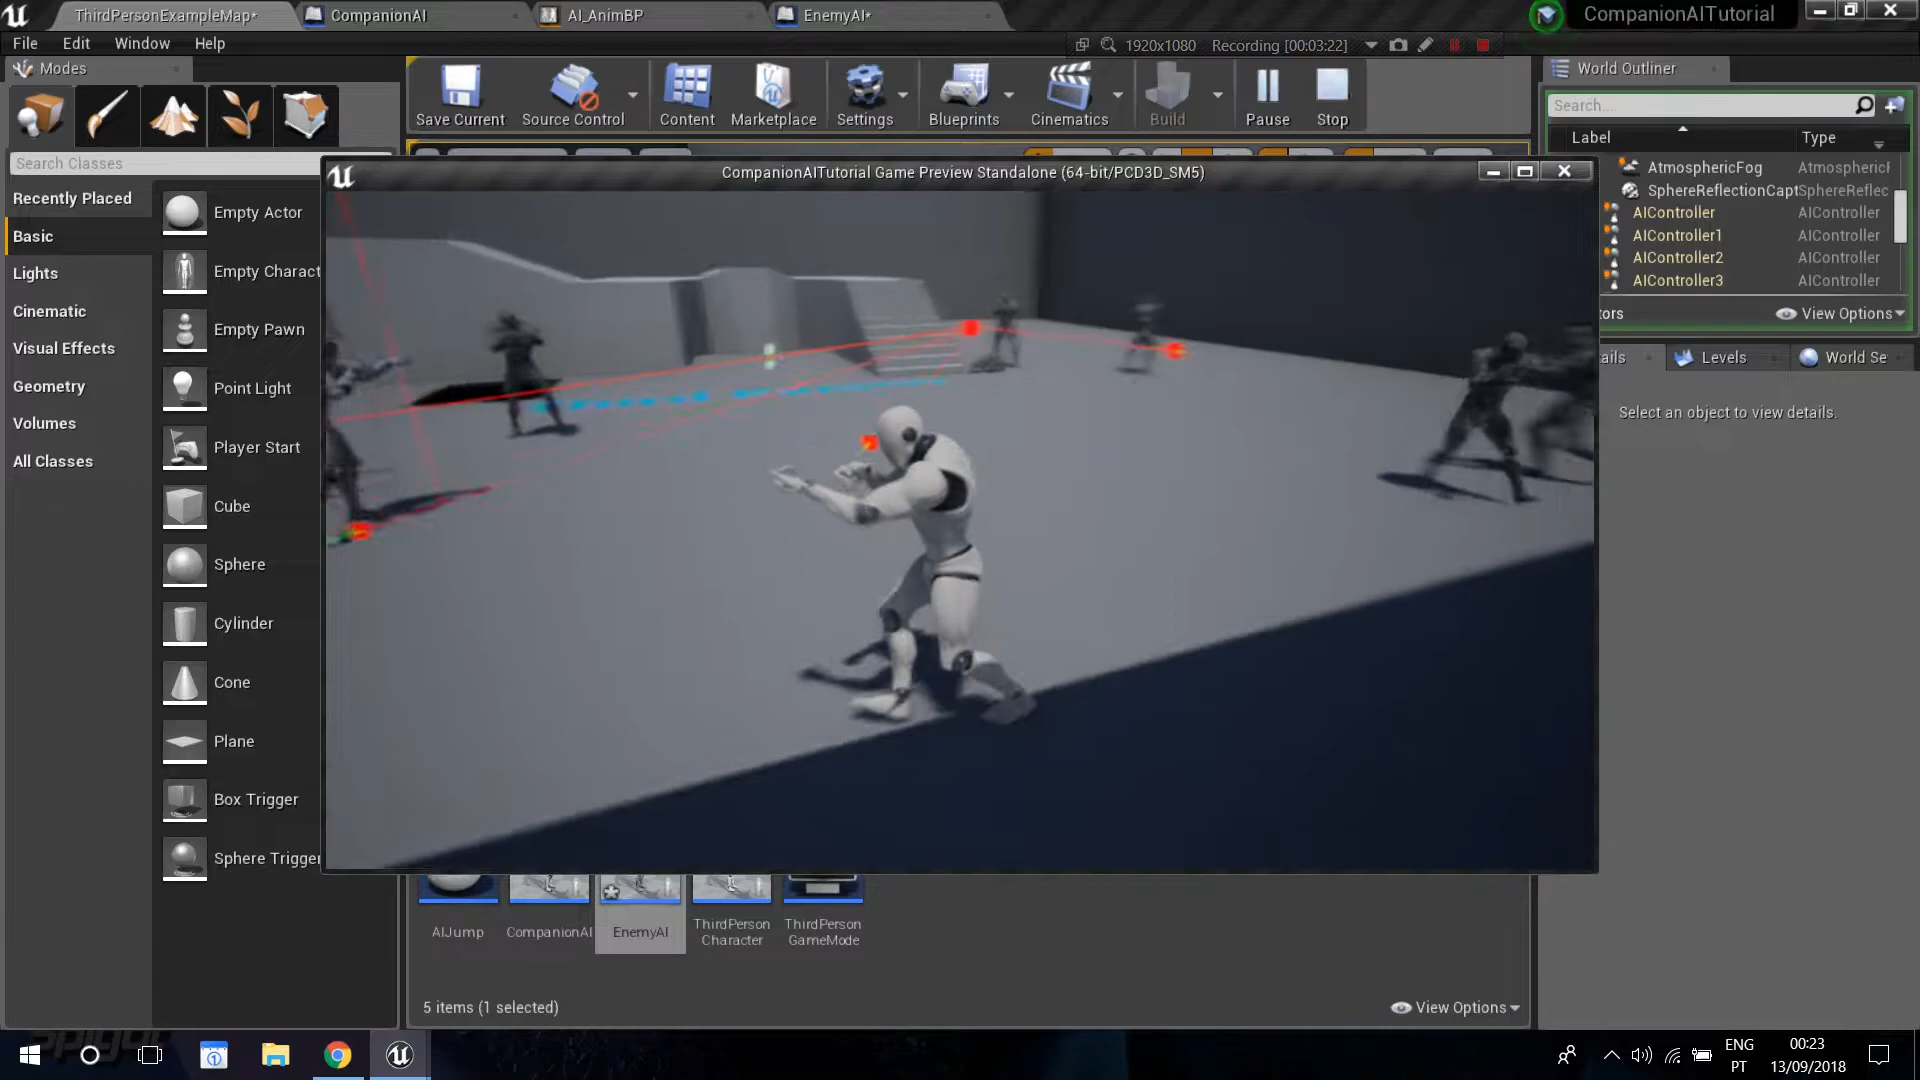 ThirdPersonExampleMap*
CompanionAI
AI_AnimBP
EnemyAI*
CompanionAITutorial
File Edit Window Help
1920x1080 Recording [00:03:22]
Modes
World Outliner
Save Current
Source Control
Content
Marketplace
Settings
Blueprints
Cinematics
Build
Pause
Stop
Search...
Label Type
Search Classes
CompanionAITutorial Game Preview Standalone (64-bit/PCD3D_SM5)
AtmosphericFog Atmospheric
SphereReflectionCapt SphereReflec
AIController AIController
AIController1 AIController
AIController2 AIController
AIController3 AIController
tors
View Options
ails
Levels
World Se
Select an object to view details.
Recently Placed
Basic
Lights
Cinematic
Visual Effects
Geometry
Volumes
All Classes
Empty Actor
Empty Charact
Empty Pawn
Point Light
Player Start
Cube
Sphere
Cylinder
Cone
Plane
Box Trigger
Sphere Trigger
AIJump
CompanionAI
EnemyAI
ThirdPerson
Character
ThirdPerson
GameMode
5 items (1 selected)
View Options
ENG
PT
00:23
13/09/2018